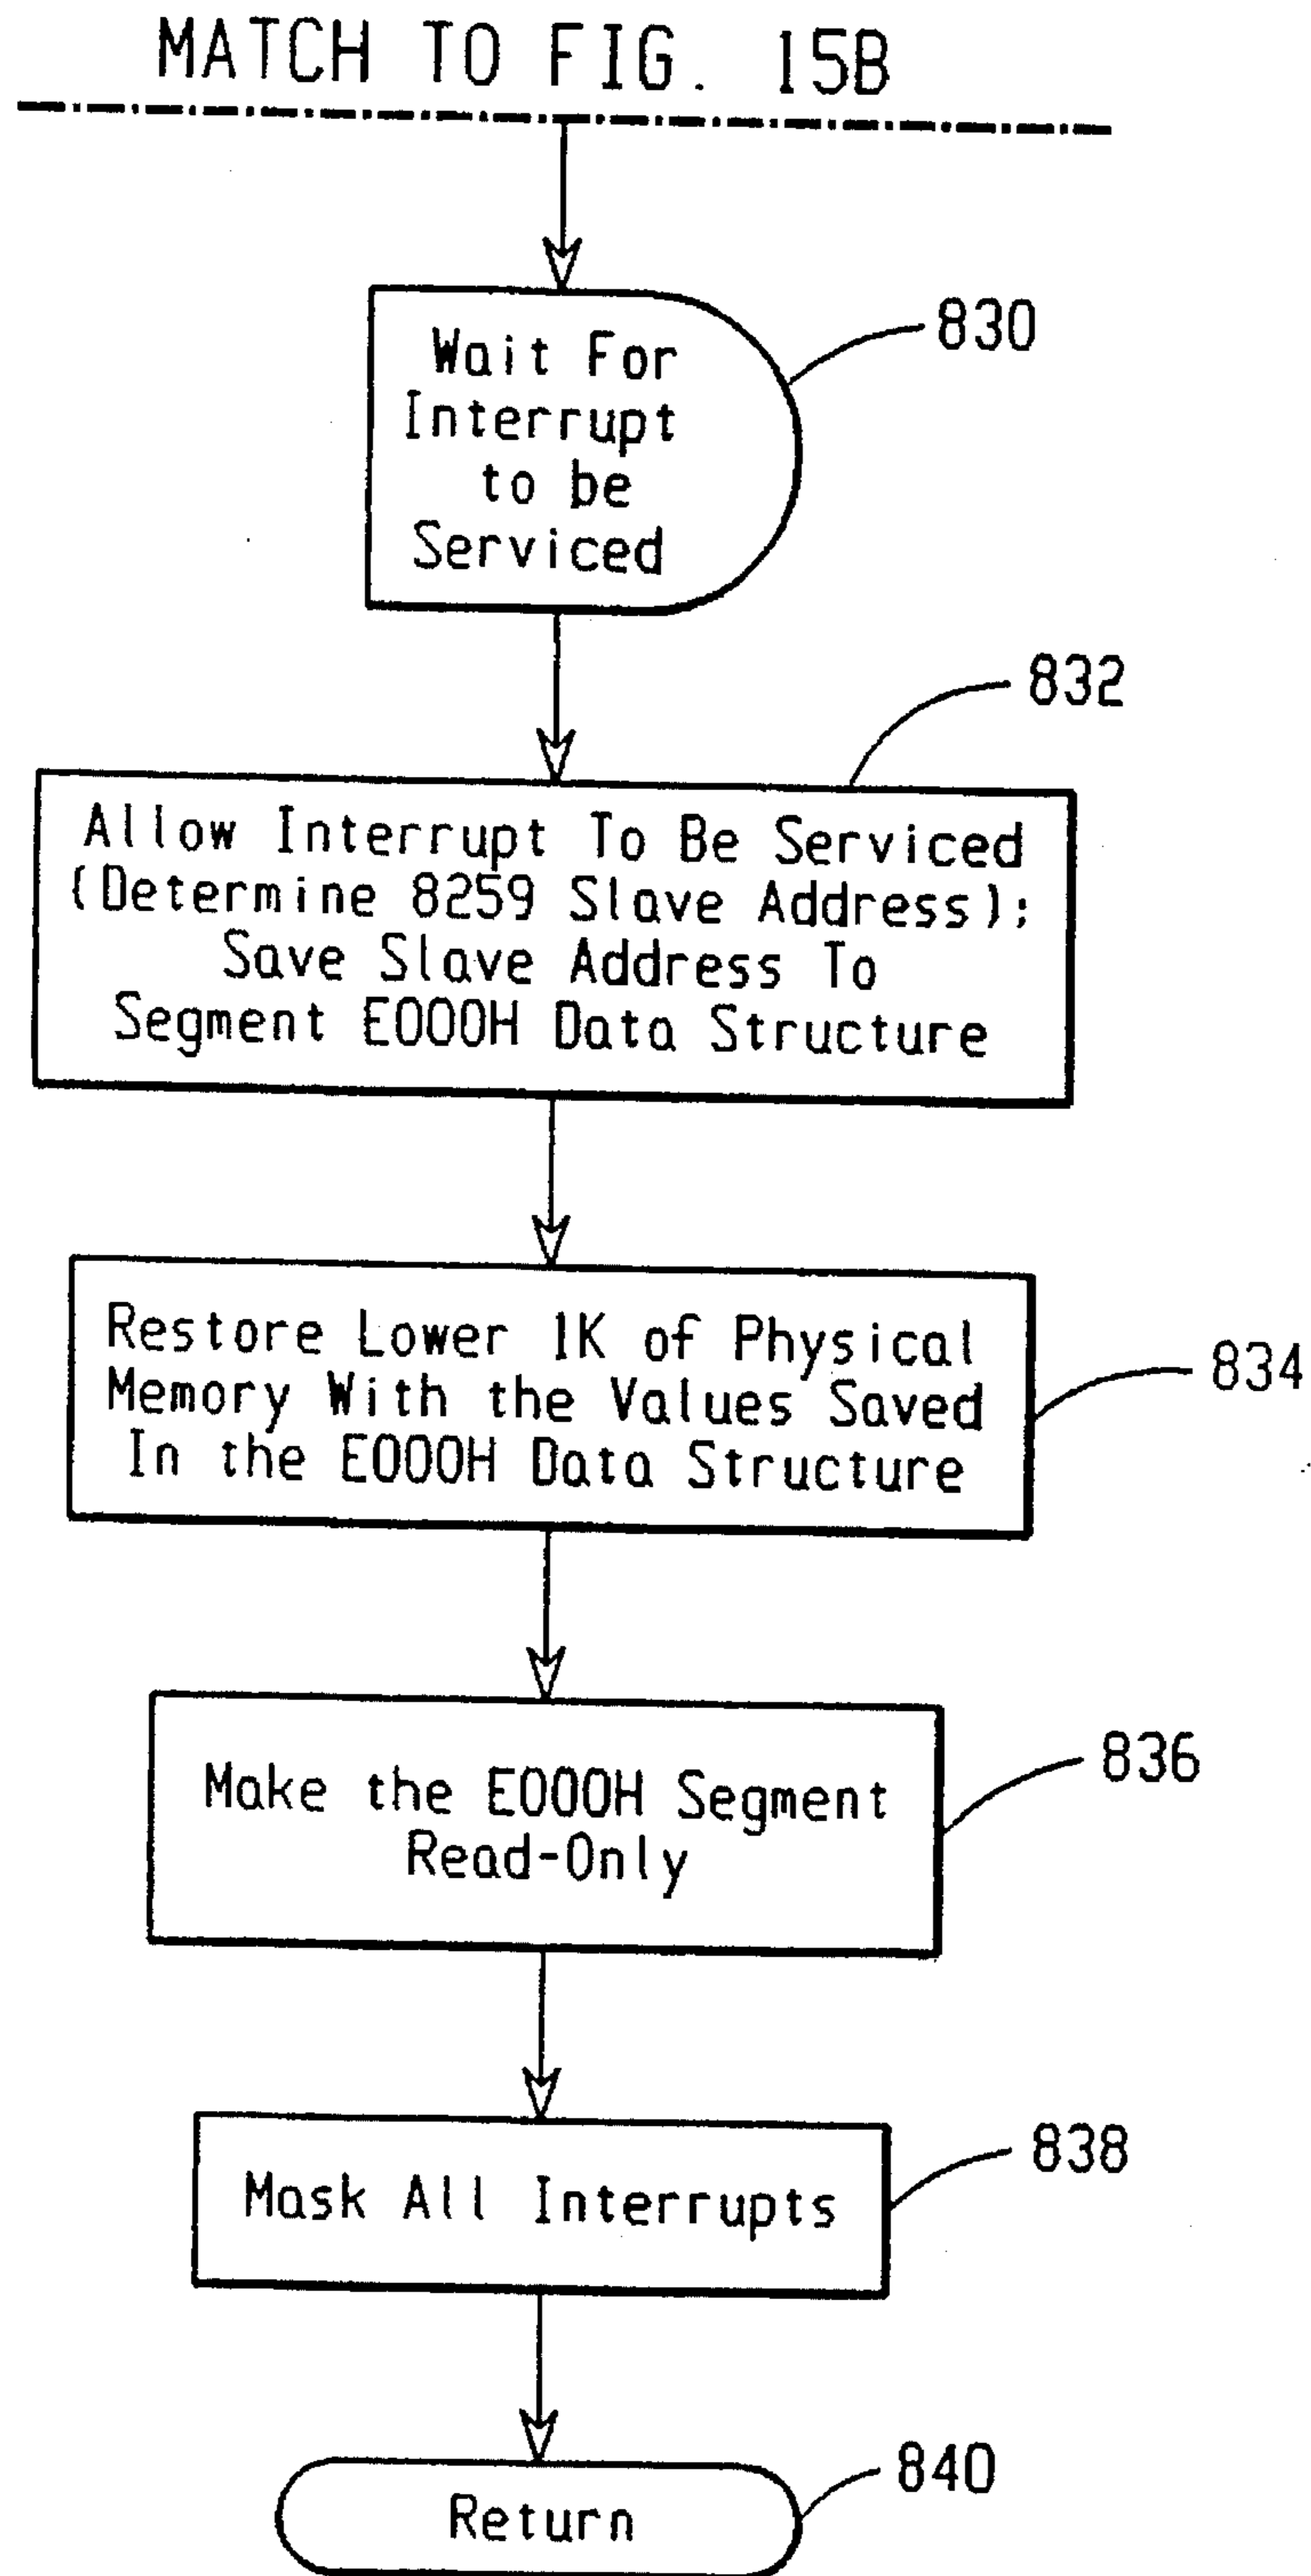 MATCH TO FIG. 15B
Wait For
Interrupt
to be
Serviced
830
832
Allow Interrupt To Be Serviced
(Determine 8259 Slave Address);
Save Slave Address To
Segment E000H Data Structure
Restore Lower 1K of Physical
Memory With the Values Saved
In the E000H Data Structure
834
Make the E000H Segment
Read-Only
836
Mask All Interrupts
838
Return
840